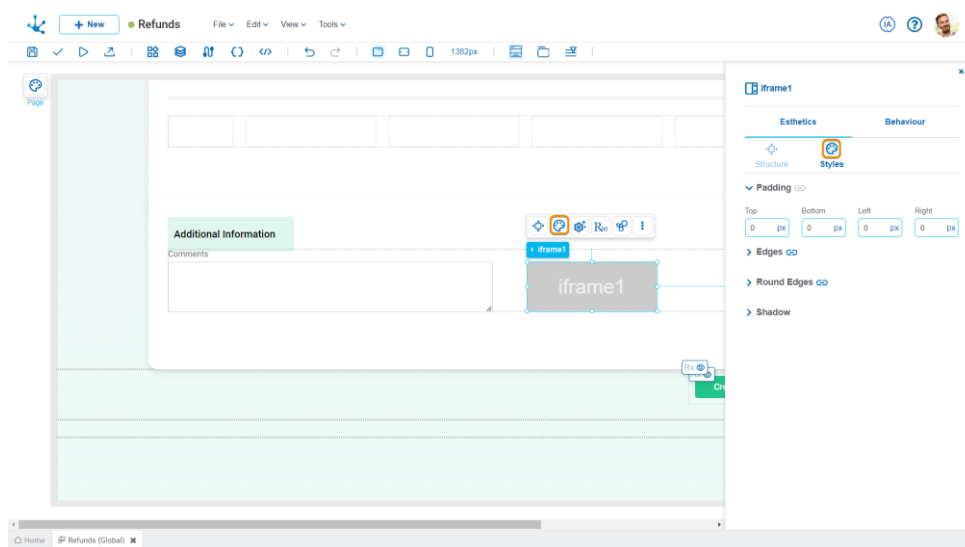 + New
Refunds
File
Edit
View
Tools
IA
?
1382px
Page
iframe1
Esthetics
Behaviour
Structure
Styles
Padding
Top
Bottom
Left
Right
0 px
0 px
0 px
0 px
Edges
Round Edges
Shadow
Additional Information
Comments
< iframe1
iframe1
Rx
Home
Refunds (Global)